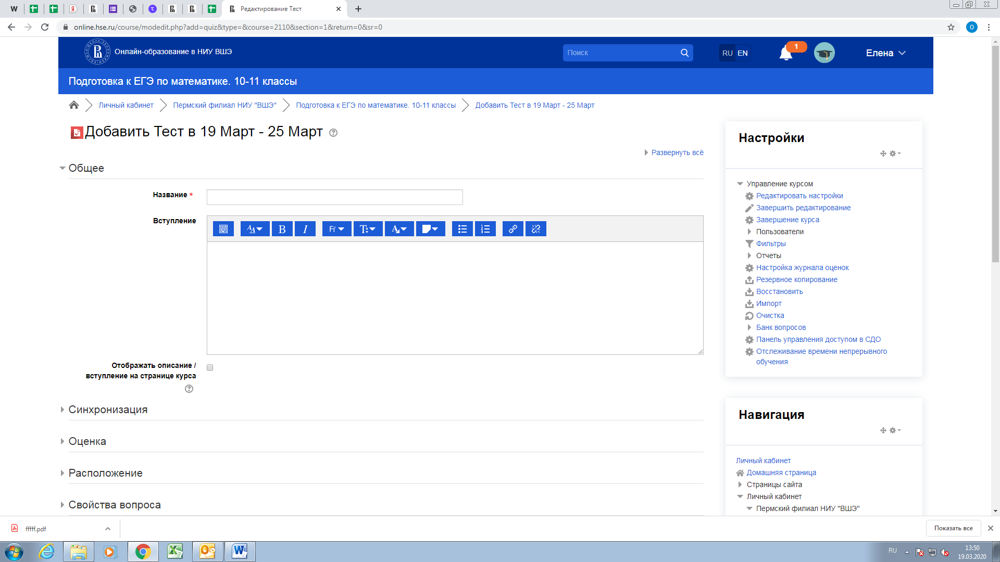 Редактирование Тест
online.hse.ru/course/modedit.php?add=quiz&type=&course=2110&section=1&return=0&sr=0
O
Онлайн-образование в НИУ ВШЭ
Поиск
RU EN
1
Елена
Подготовка к ЕГЭ по математике. 10-11 классы
Личный кабинет
Пермский филиал НИУ "ВШЭ"
Подготовка к ЕГЭ по математике. 10-11 классы
Добавить Тест в 19 Март - 25 Март
Добавить Тест в 19 Март - 25 Март
Развернуть всё
Общее
Название *
Вступление
Отображать описание /
вступление на странице курса
Синхронизация
Оценка
Расположение
Свойства вопроса
Настройки
Управление курсом
Редактировать настройки
Завершить редактирование
Завершение курса
Пользователи
Фильтры
Отчеты
Настройка журнала оценок
Резервное копирование
Восстановить
Импорт
Очистка
Банк вопросов
Панель управления доступом в СДО
Отслеживание времени непрерывного
обучения
Навигация
Личный кабинет
Домашняя страница
Страницы сайта
Личный кабинет
Пермский филиал НИУ "ВШЭ"
fffff.pdf
Показать все
RU
13:50
19.03.2020